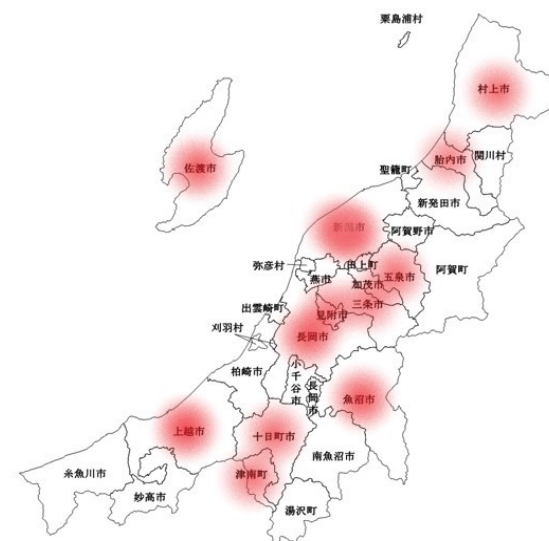 粟島浦村
村上市
佐渡市
胎内市
関川村
聖籠町
新発田市
新潟市
阿賀野市
弥彦村
田上町
五泉市
阿賀町
燕市
加茂市
出雲崎町
三条市
見附市
刈羽村
長岡市
柏崎市
小千谷市
長岡市
魚沼市
上越市
十日町市
南魚沼市
糸魚川市
津南町
妙高市
湯沢町